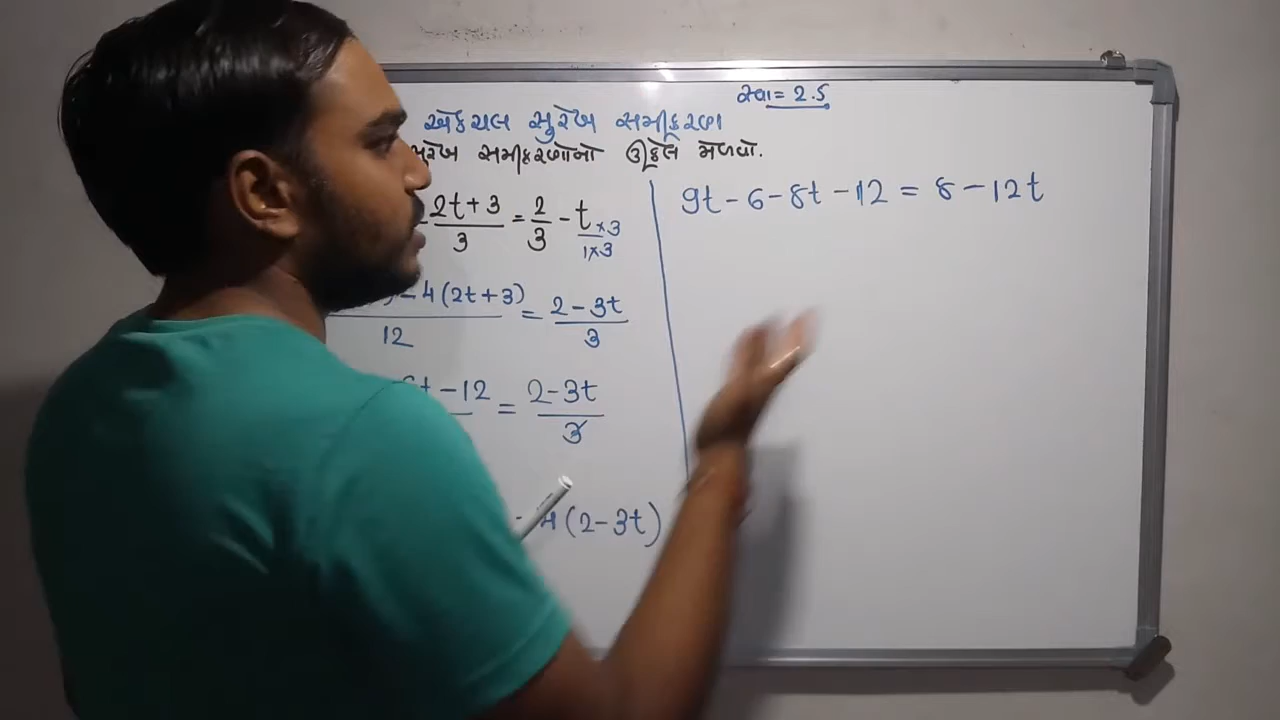 સ્વા = 2.5
એકચલ સુરેખ સમીકરણ
સુરેખ સમીકરણોનો ઉકેલ મેળવો.
2t+3/3 = 2/3 - t×3/1×3
- 4(2t+3)/12 = 2-3t/3
-12/ = 2-3t/3
4(2-3t)
9t-6-8t-12 = 8-12t